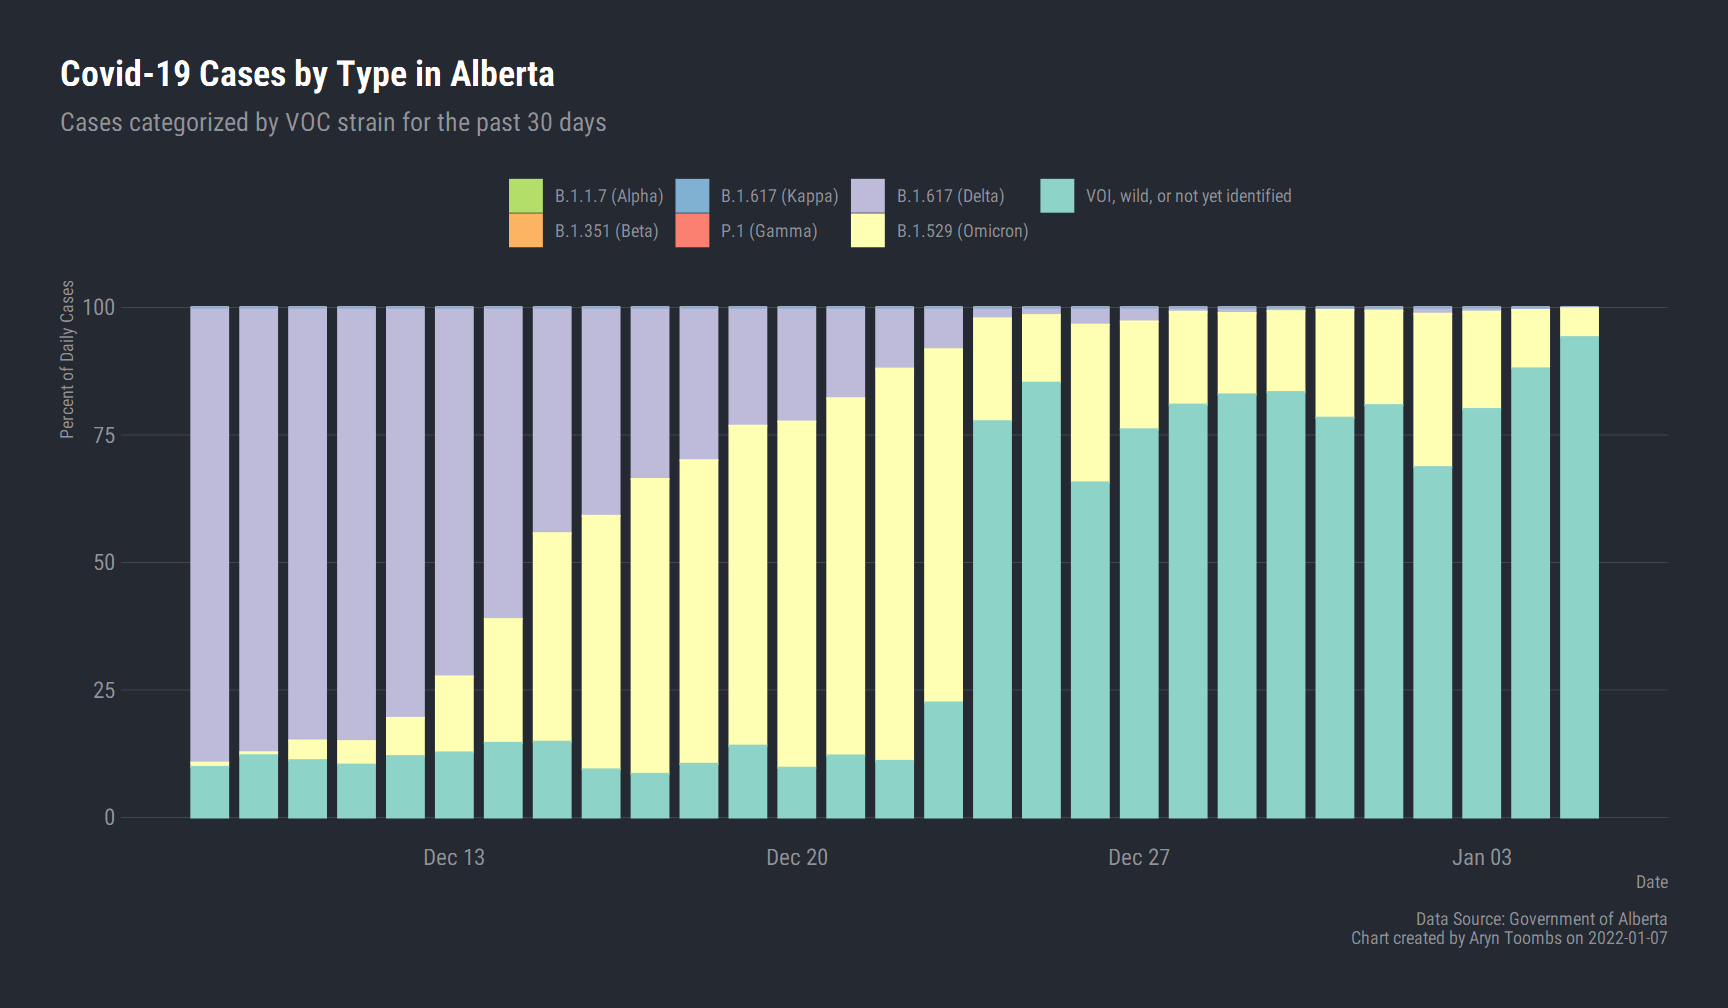 Covid-19 Cases by Type in Alberta
Cases categorized by VOC strain for the past 30 days
B.1.1.7 (Alpha) B.1.617 (Kappa) B.1.617 (Delta) VOI, wild, or not yet identified
B.1.351 (Beta) P.1 (Gamma) B.1.529 (Omicron)
Percent of Daily Cases
100
75
50
25
0
Dec 13 Dec 20 Dec 27 Jan 03
Date
Data Source: Government of Alberta
Chart created by Aryn Toombs on 2022-01-07